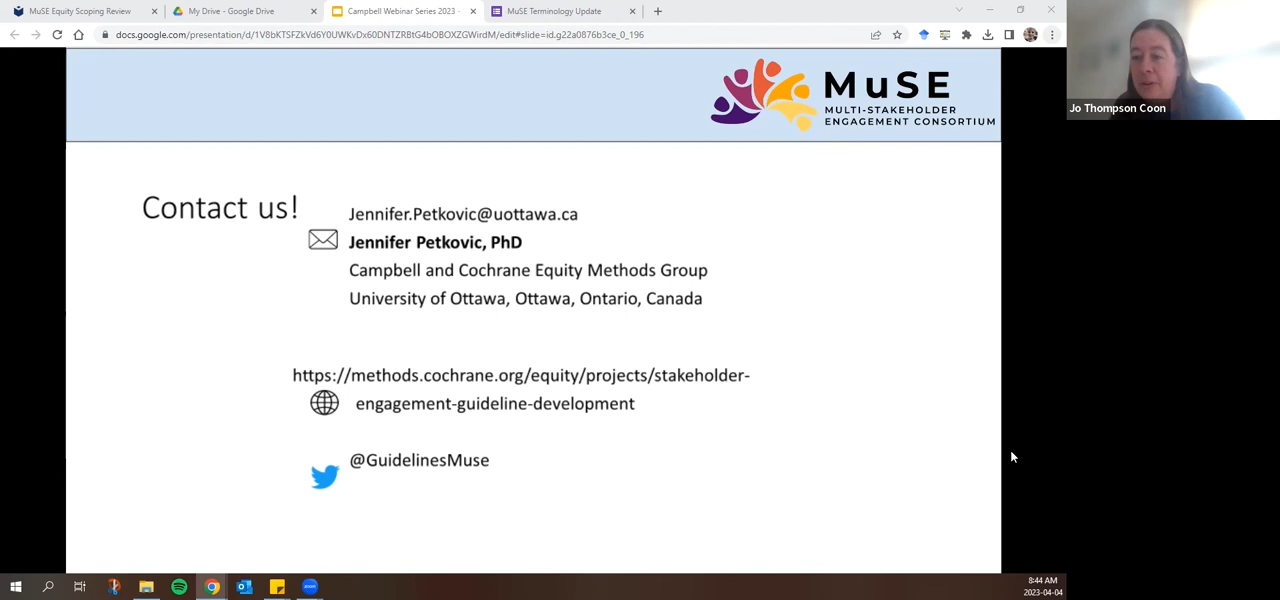 MuSE Equity Scoping Review
My Drive - Google Drive
Campbell Webinar Series 2023 -
MuSE Terminology Update
docs.google.com/presentation/d/1V8bKTSFZkVd6Y0UWKvDx60DNTZRBtG4bOBOXZGWirdM/edit#slide=id.g22a0876b3ce_0_196
MuSE
MULTI-STAKEHOLDER
ENGAGEMENT CONSORTIUM
Jo Thompson Coon
Contact us!
Jennifer.Petkovic@uottawa.ca
Jennifer Petkovic, PhD
Campbell and Cochrane Equity Methods Group
University of Ottawa, Ottawa, Ontario, Canada
https://methods.cochrane.org/equity/projects/stakeholder-
engagement-guideline-development
@GuidelinesMuse
8:44 AM
2023-04-04